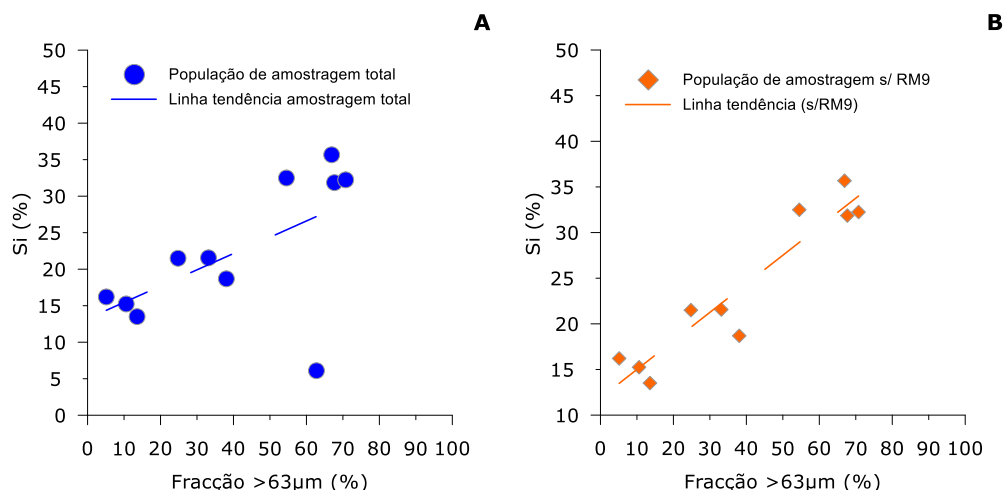 A
50
45
40
35
30
25
20
15
10
5
0
Si (%)
População de amostragem total
Linha tendência amostragem total
0 10 20 30 40 50 60 70 80 90 100
Fracção >63µm (%)
B
50
45
40
35
30
25
20
15
10
Si (%)
População de amostragem s/ RM9
Linha tendência (s/RM9)
0 10 20 30 40 50 60 70 80 90 100
Fracção >63µm (%)